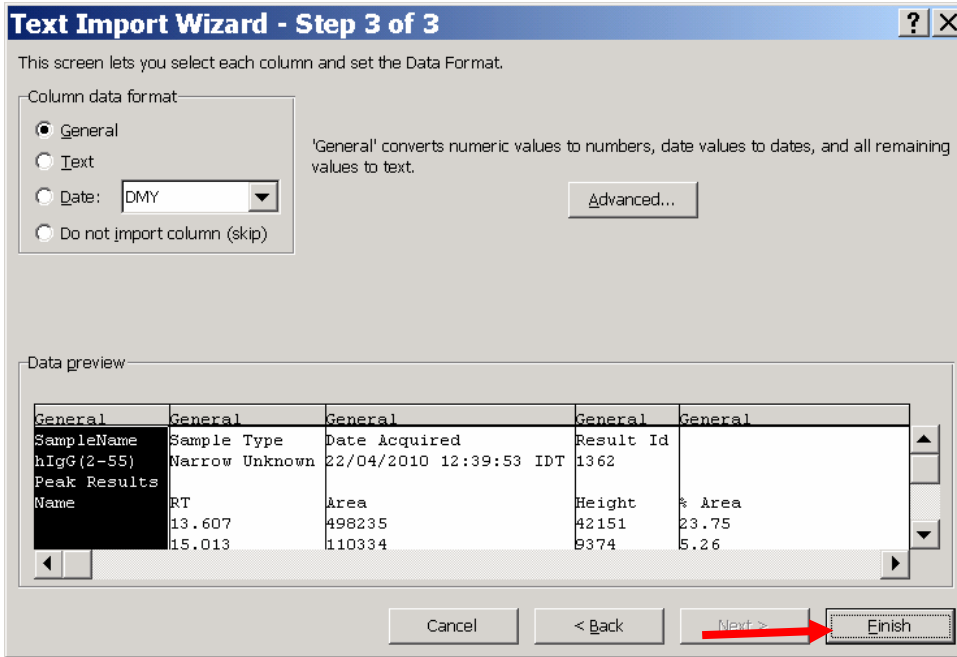 Text Import Wizard - Step 3 of 3
This screen lets you select each column and set the Data Format.
Column data format
General
Text
Date: DMY
Do not import column (skip)
'General' converts numeric values to numbers, date values to dates, and all remaining
values to text.
Advanced...
Data preview
General General General General General
SampleName Sample Type Date Acquired Result Id
hIgG(2-55) Narrow Unknown 22/04/2010 12:39:53 IDT 1362
Peak Results
Name RT Area Height % Area
13.607 498235 42151 23.75
15.013 110334 9374 5.26
Cancel < Back Next > Finish